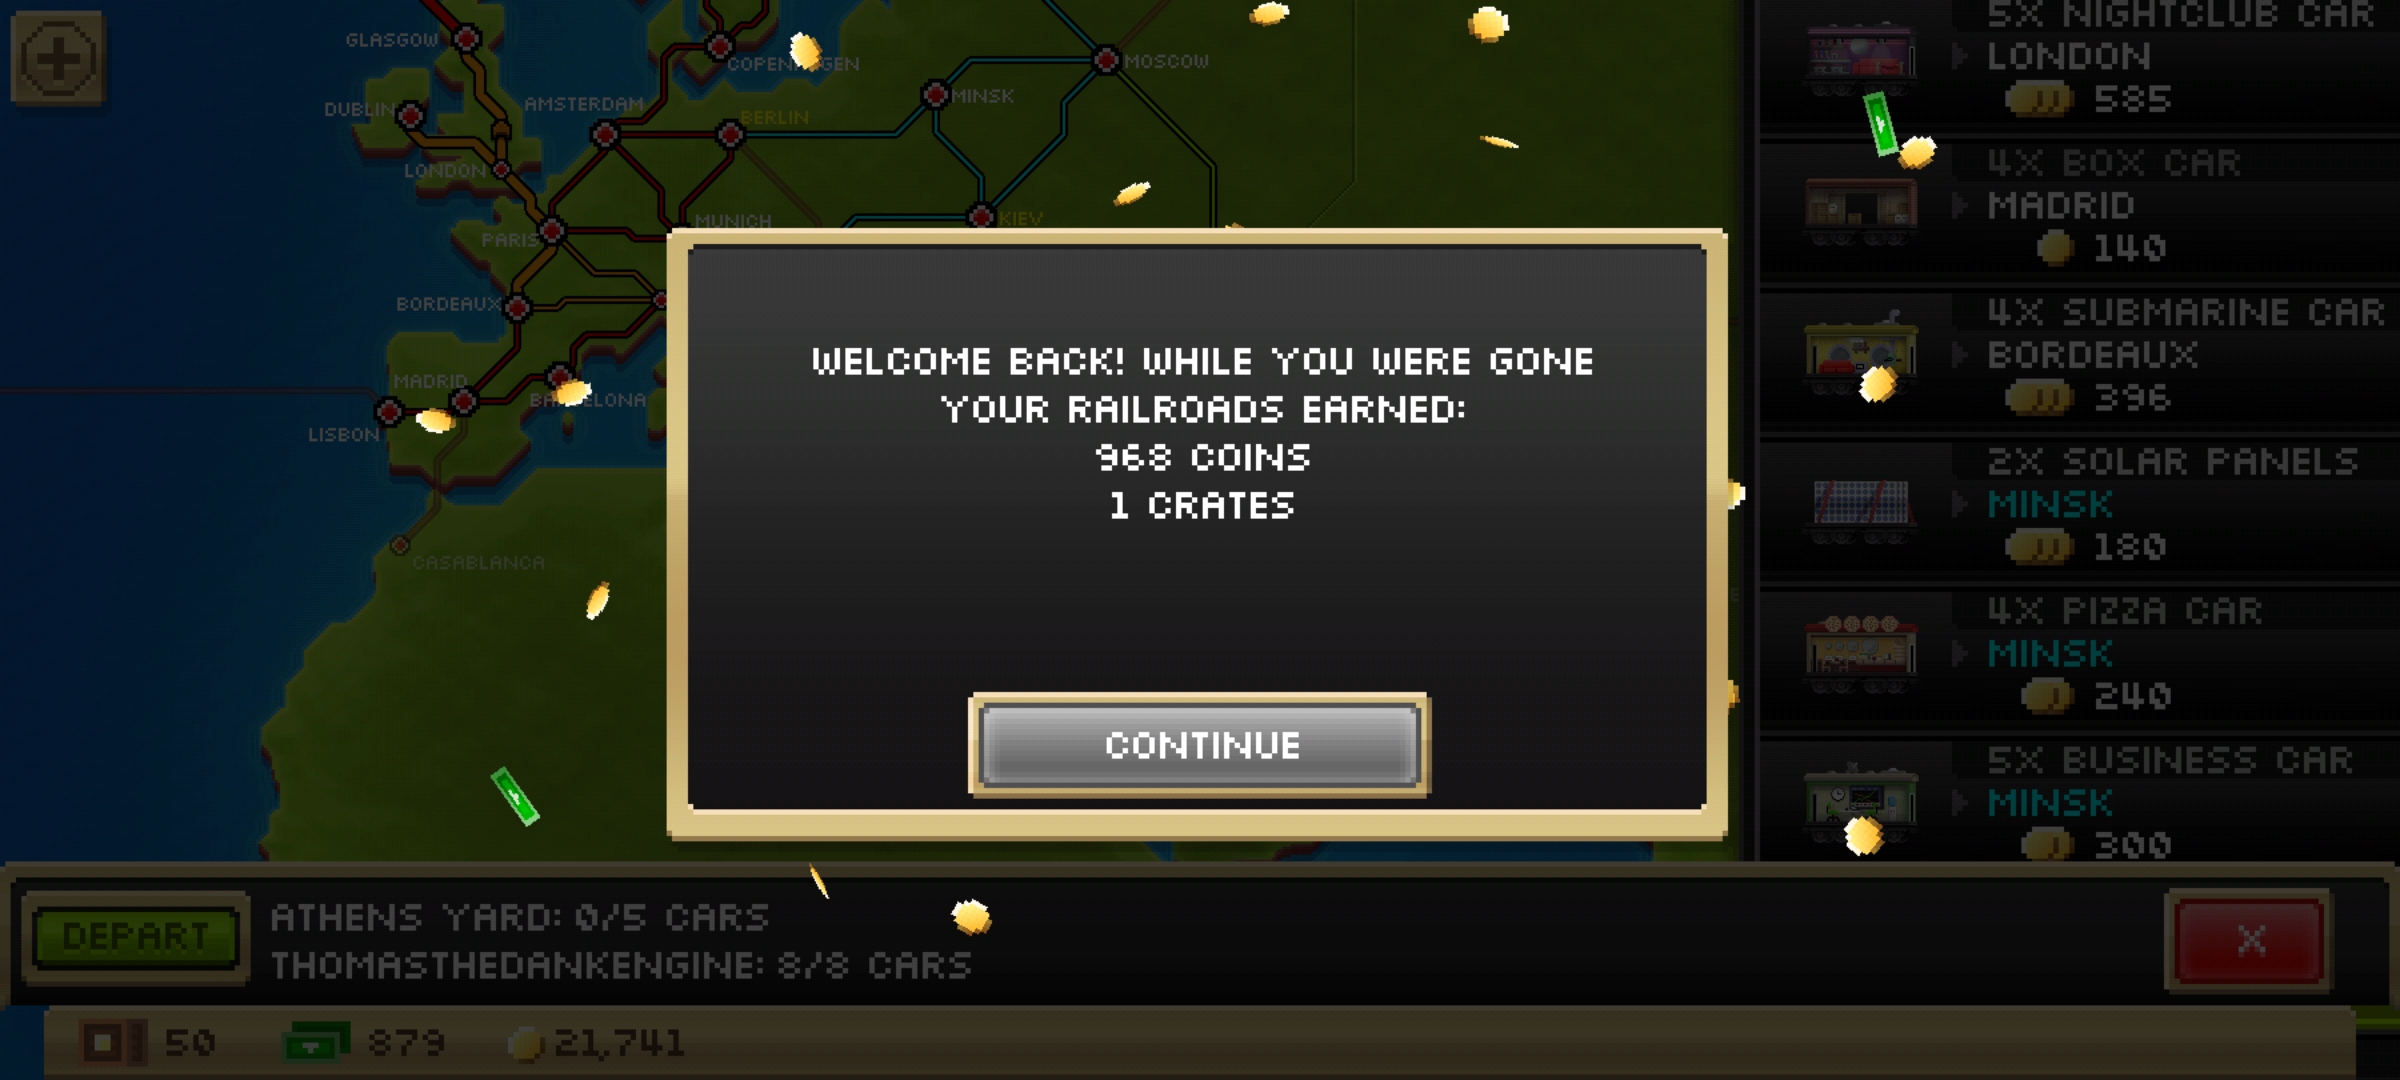 GLASGOW
COPENHAGEN
MOSCOW
DUBLIN
AMSTERDAM
BERLIN
MINSK
LONDON
PARIS
MUNICH
KIEV
BORDEAUX
MADRID
BARCELONA
LISBON
CASABLANCA
WELCOME BACK! WHILE YOU WERE GONE
YOUR RAILROADS EARNED:
968 COINS
1 CRATES
CONTINUE
5X NIGHTCLUB CAR
LONDON
585
4X BOX CAR
MADRID
140
4X SUBMARINE CAR
BORDEAUX
396
2X SOLAR PANELS
MINSK
180
4X PIZZA CAR
MINSK
240
5X BUSINESS CAR
MINSK
300
DEPART
ATHENS YARD: 0/5 CARS
THOMASTHEDANKENGINE: 8/8 CARS
X
50
879
21,741